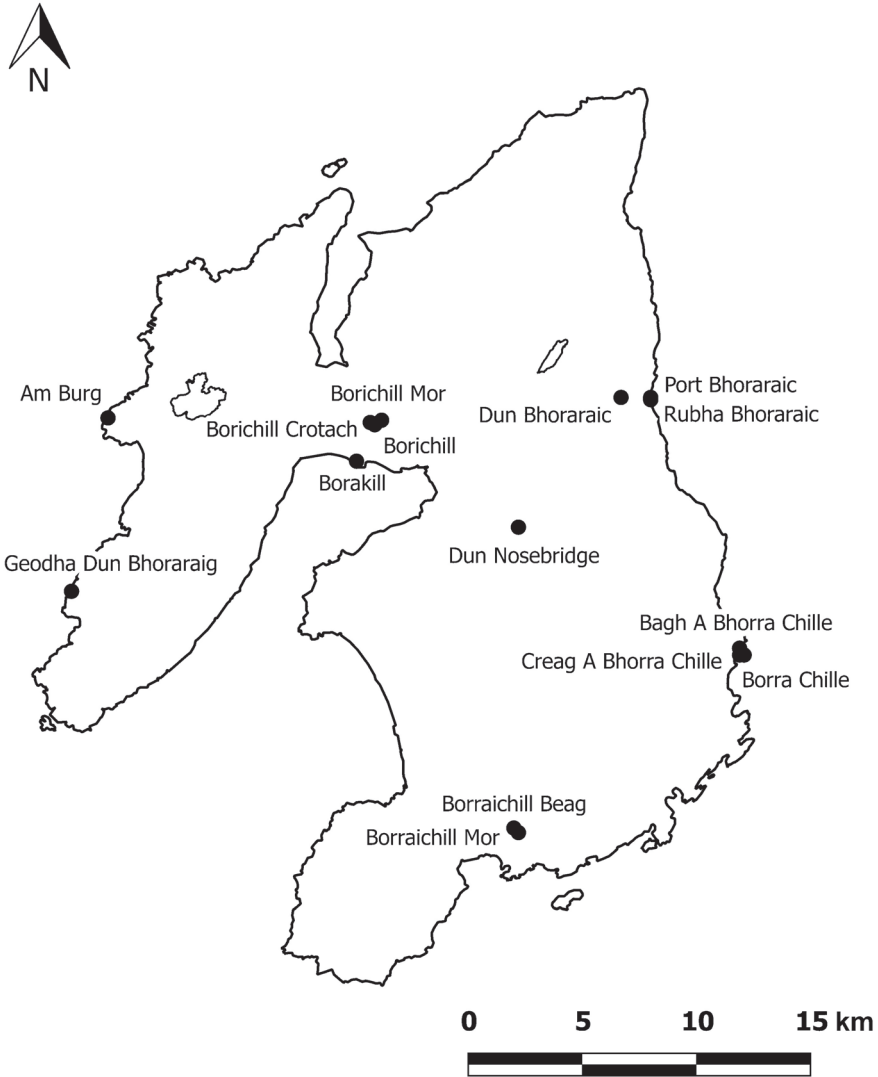 N
Am Burg
Borichill Mor
Port Bhoraraic
Dun Bhoraraic
Rubha Bhoraraic
Borichill Crotach
Borichill
Borakill
Dun Nosebridge
Geodha Dun Bhoraraig
Bagh A Bhorra Chille
Creag A Bhorra Chille
Borra Chille
Borraichill Beag
Borraichill Mor
0 5 10 15 km